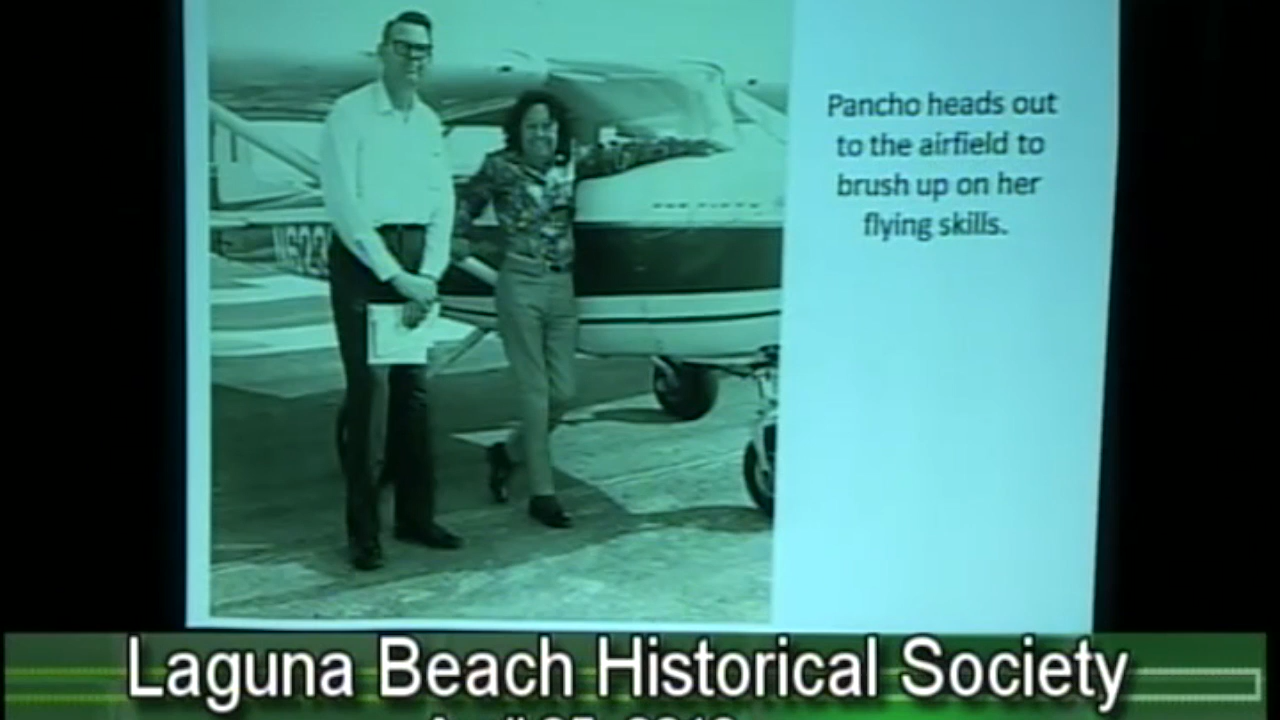 Pancho heads out
to the airfield to
brush up on her
flying skills.
Laguna Beach Historical Society